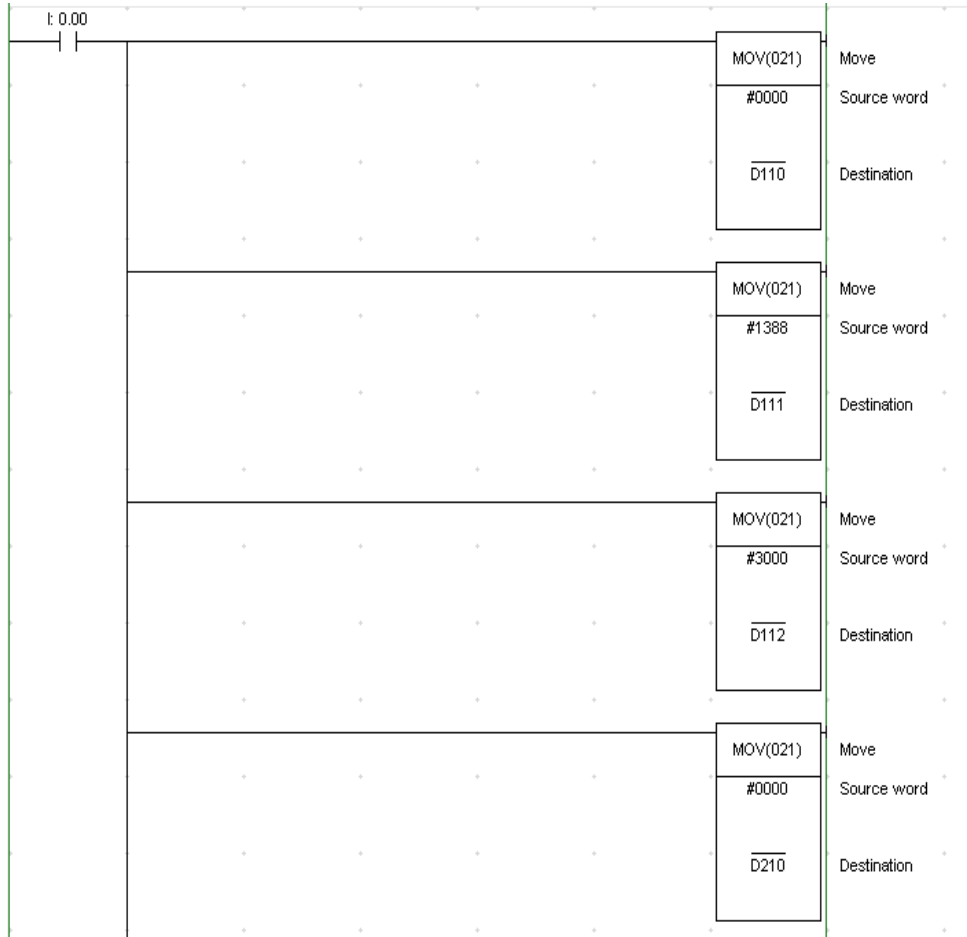 I: 0.00
MOV(021) Move
#0000 Source word
D110 Destination
MOV(021) Move
#1388 Source word
D111 Destination
MOV(021) Move
#3000 Source word
D112 Destination
MOV(021) Move
#0000 Source word
D210 Destination